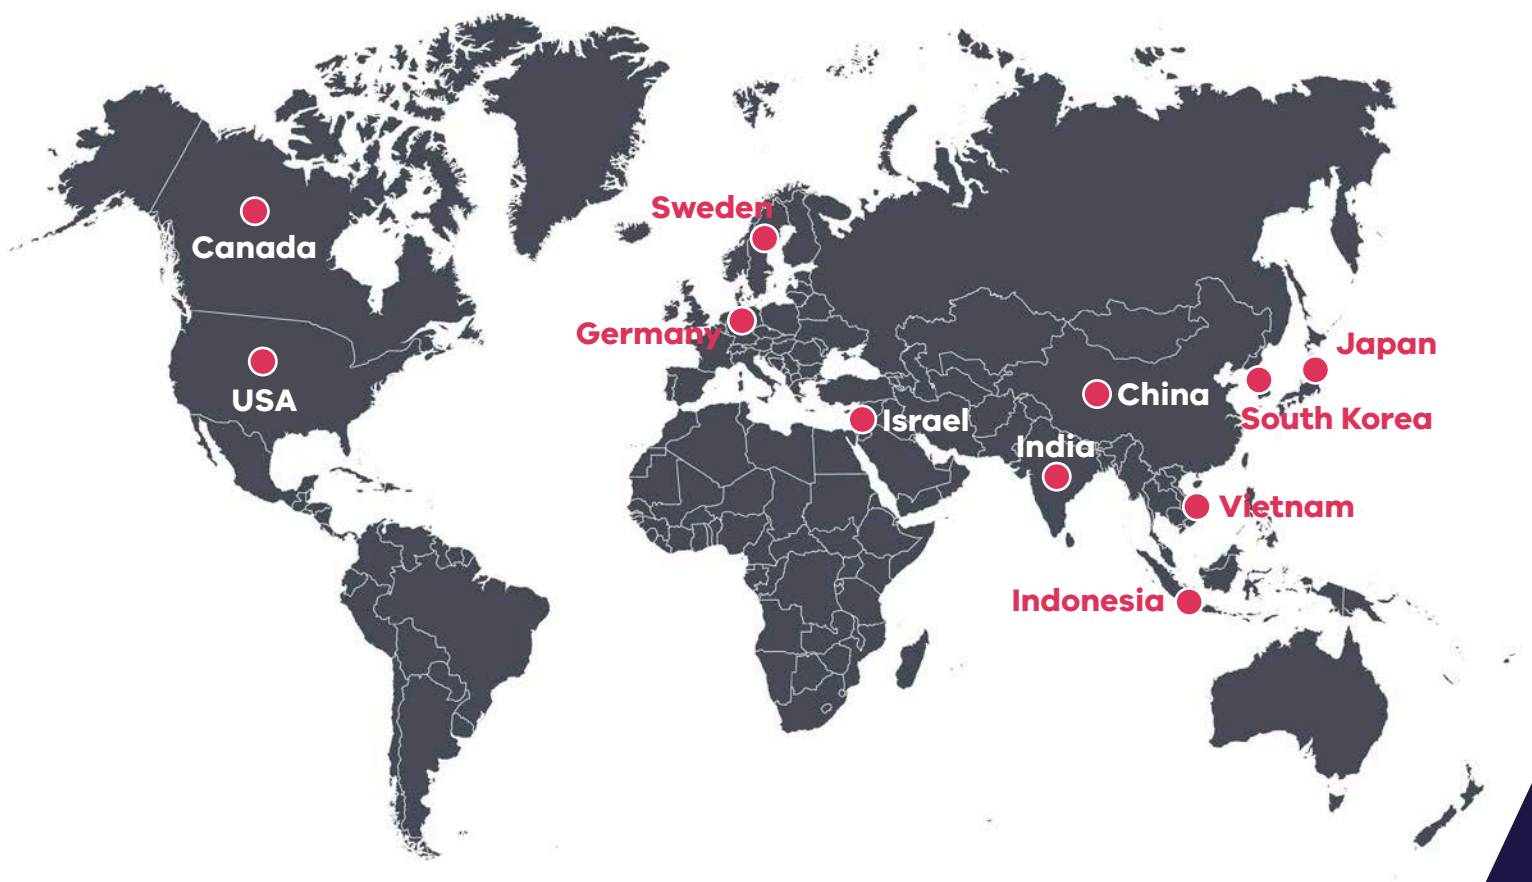 Sweden
Canada
Germany
Japan
USA
China
Israel
South Korea
India
Vietnam
Indonesia